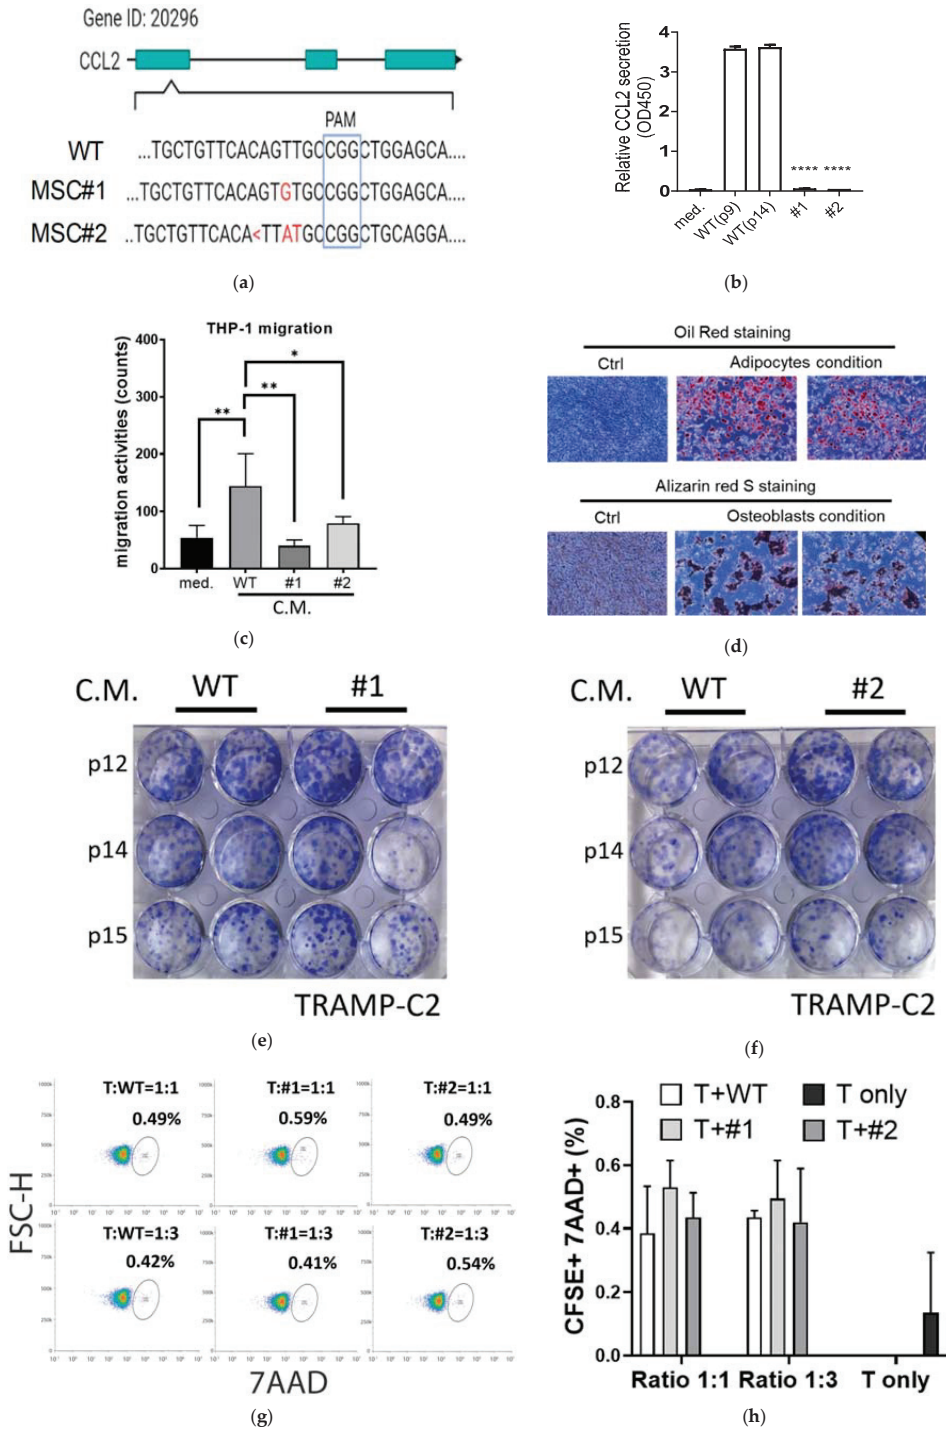 Gene ID: 20296
CCL2
PAM
WT ...TGCTGTTCACAGTTGCCGGCTGGAGCA....
MSC#1 ...TGCTGTTCACAGTGTGCCGGCTGGAGCA....
MSC#2 ...TGCTGTTCACA<TTATGCCGGCTGCAGGA....
(a)
Relative CCL2 secretion
(OD450)
4
3
2
1
0
**** ****
med. WT(p9) WT(p14) #1 #2
(b)
THP-1 migration
migration activities (counts)
400
300
200
100
0
*
**
**
med. WT #1 #2
C.M.
(c)
Oil Red staining
Ctrl Adipocytes condition
Alizarin red S staining
Ctrl Osteoblasts condition
(d)
C.M. WT #1
p12
p14
p15
TRAMP-C2
(e)
C.M. WT #2
p12
p14
p15
TRAMP-C2
(f)
FSC-H
T:WT=1:1 T:#1=1:1 T:#2=1:1
0.49% 0.59% 0.49%
T:WT=1:3 T:#1=1:3 T:#2=1:3
0.42% 0.41% 0.54%
7AAD
(g)
T+WT T only
T+#1 T+#2
CFSE+ 7AAD+ (%)
0.8
0.6
0.4
0.2
0.0
Ratio 1:1 Ratio 1:3 T only
(h)